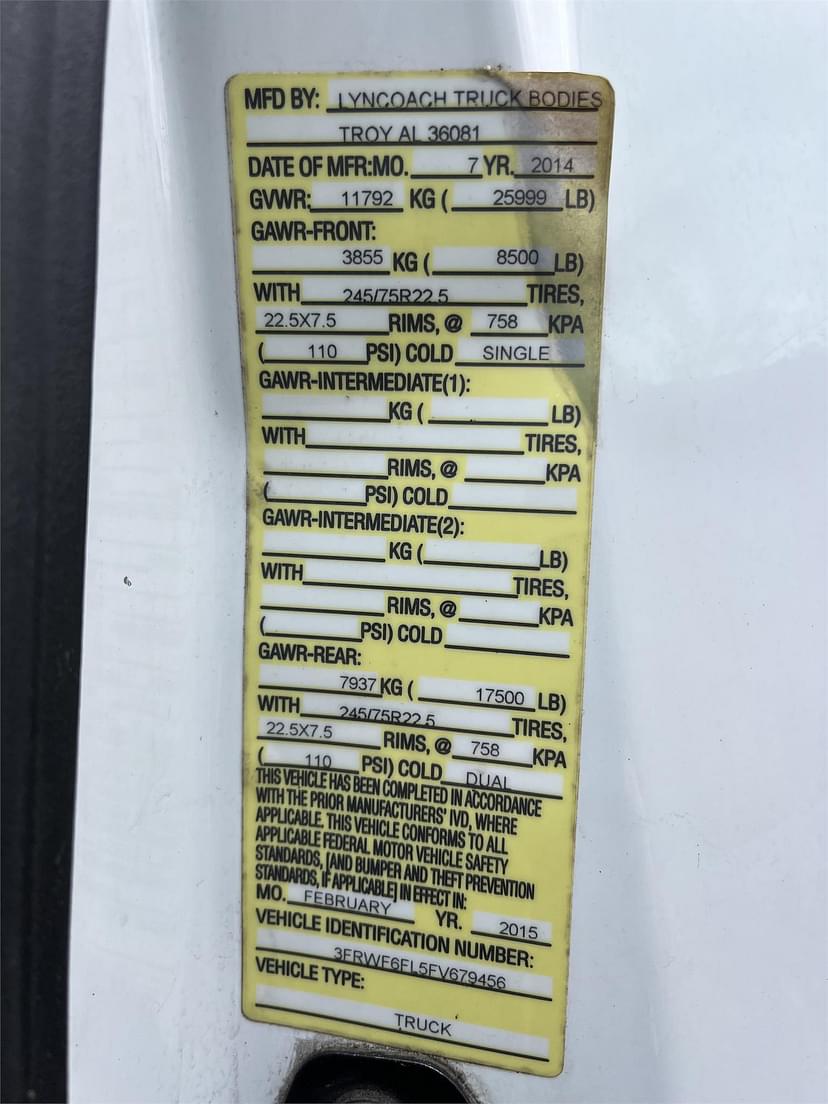 MFD BY: LYNCOACH TRUCK BODIES
TROY AL 36081
DATE OF MFR:MO. 7 YR. 2014
GVWR: 11792 KG ( 25999 LB)
GAWR-FRONT:
3855 KG ( 8500 LB)
WITH 245/75R22.5 TIRES,
22.5X7.5 RIMS, @ 758 KPA
( 110 PSI) COLD SINGLE
GAWR-INTERMEDIATE(1):
KG ( LB)
WITH TIRES,
RIMS, @ KPA
( PSI) COLD
GAWR-INTERMEDIATE(2):
KG ( LB)
WITH TIRES,
RIMS, @ KPA
( PSI) COLD
GAWR-REAR:
7937 KG ( 17500 LB)
WITH 245/75R22.5 TIRES,
22.5X7.5 RIMS, @ 758 KPA
( 110 PSI) COLD DUAL
THIS VEHICLE HAS BEEN COMPLETED IN ACCORDANCE
WITH THE PRIOR MANUFACTURERS' IVD, WHERE
APPLICABLE. THIS VEHICLE CONFORMS TO ALL
APPLICABLE FEDERAL MOTOR VEHICLE SAFETY
STANDARDS, [AND BUMPER AND THEFT PREVENTION
STANDARDS, IF APPLICABLE] IN EFFECT IN:
MO. FEBRUARY YR. 2015
VEHICLE IDENTIFICATION NUMBER:
3FRWF6FL5FV679456
VEHICLE TYPE:
TRUCK